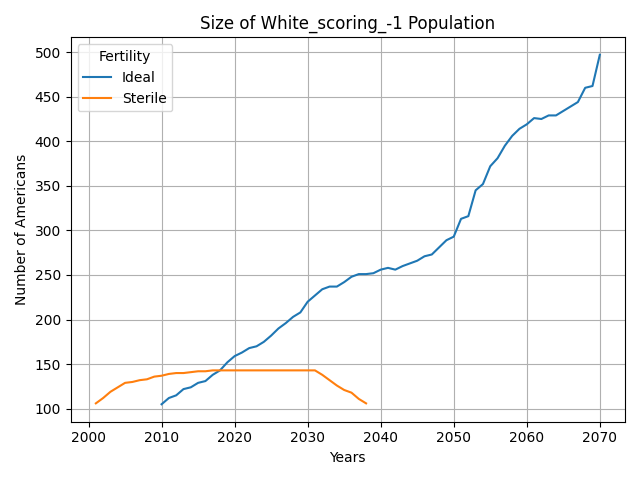 Size of White_scoring_-1 Population
Number of Americans
Fertility
Ideal
Sterile
500
450
400
350
300
250
200
150
100
2000 2010 2020 2030 2040 2050 2060 2070
Years